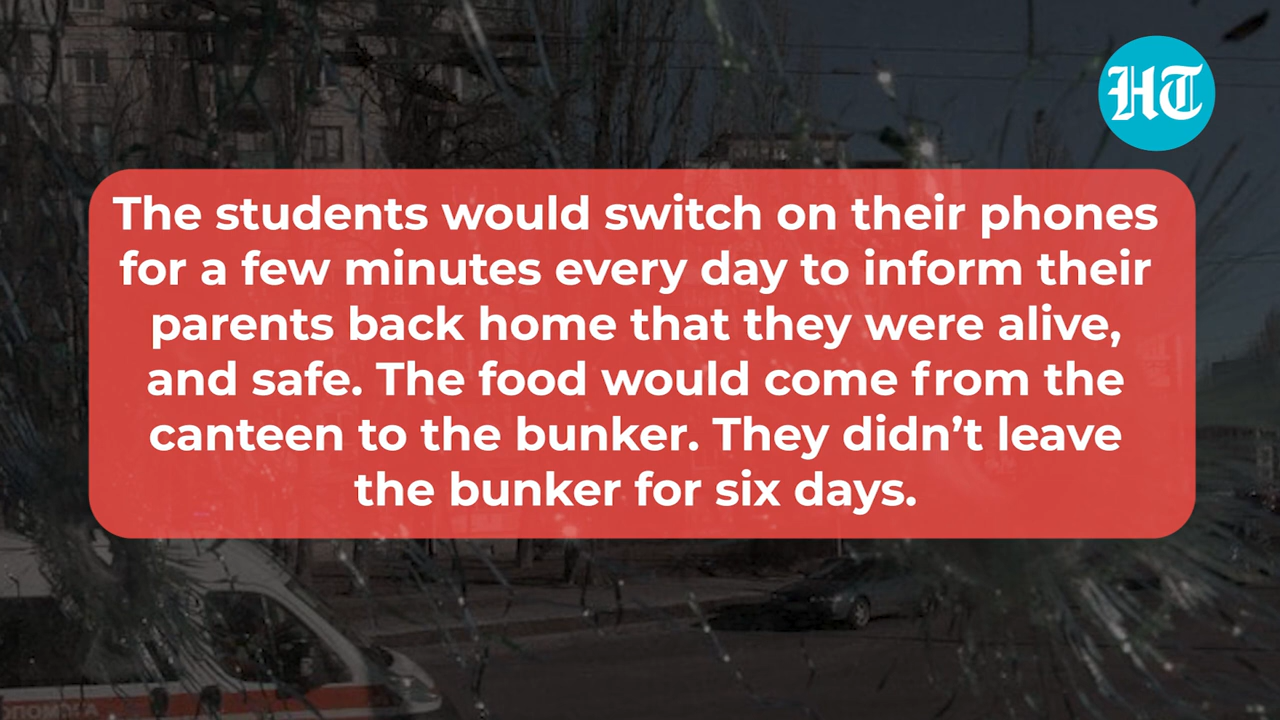 HT
The students would switch on their phones
for a few minutes every day to inform their
parents back home that they were alive,
and safe. The food would come from the
canteen to the bunker. They didn’t leave
the bunker for six days.